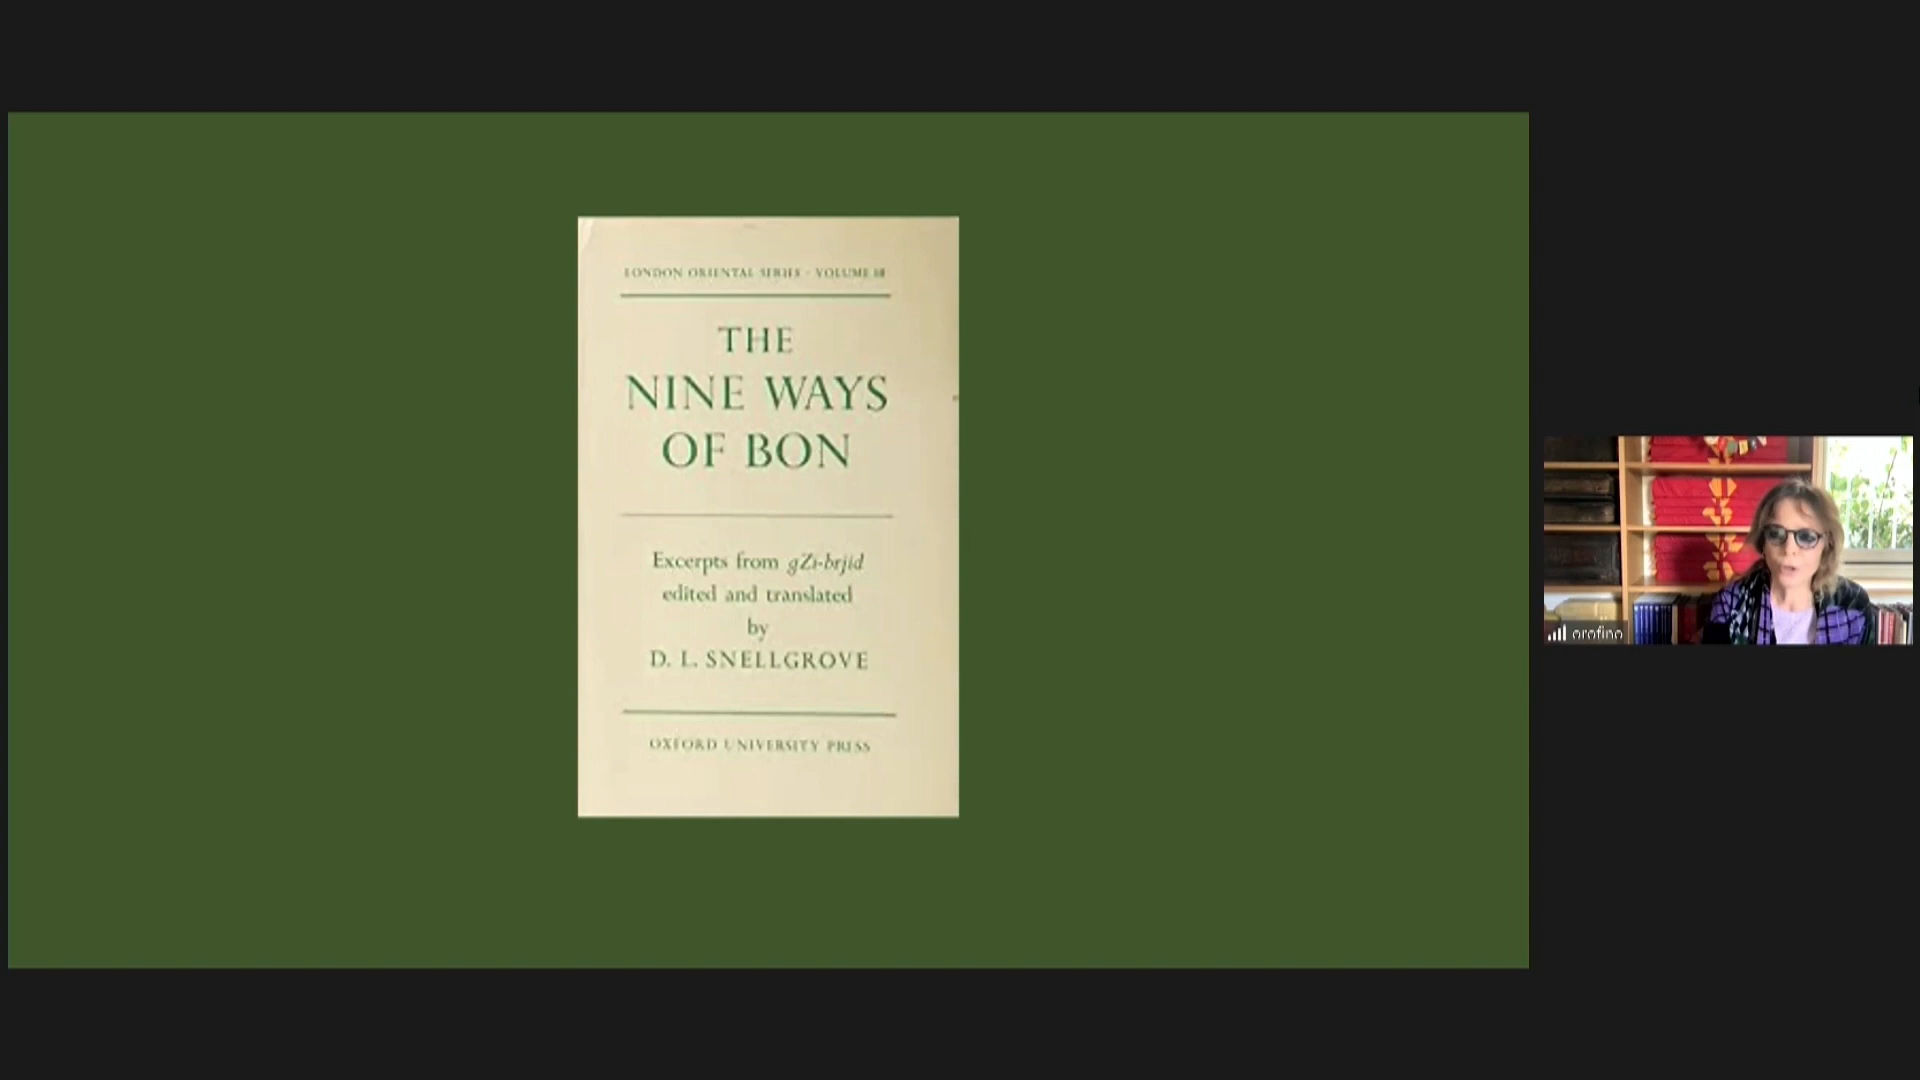 LONDON ORIENTAL SERIES · VOLUME 18
THE
NINE WAYS
OF BON
Excerpts from gZi-brjid
edited and translated
by
D. L. SNELLGROVE
OXFORD UNIVERSITY PRESS
orofino